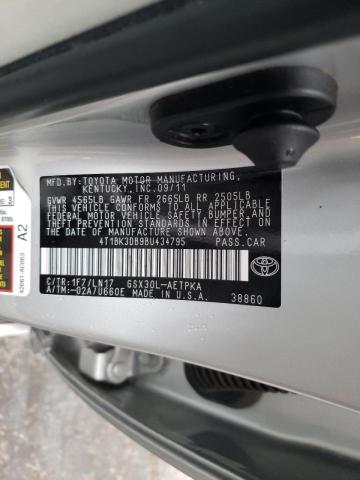 MFD.BY:TOYOTA MOTOR MANUFACTURING,
KENTUCKY,INC.09/11
GVWR 4565LB GAWR FR 2665LB RR 2505LB
THIS VEHICLE CONFORMS TO ALL APPLICABLE
FEDERAL MOTOR VEHICLE SAFETY,BUMPER,AND
THEFT PREVENTION STANDARDS IN EFFECT ON
THE DATE OF MANUFACTURE SHOWN ABOVE.
U.S.A.
4T1BK3DB9BU434795 PASS.CAR
C/TR:1F7/LN17 GSX30L-AETPKA
A/TM:-02A/U660E
38860
TOYOTA
A2
3